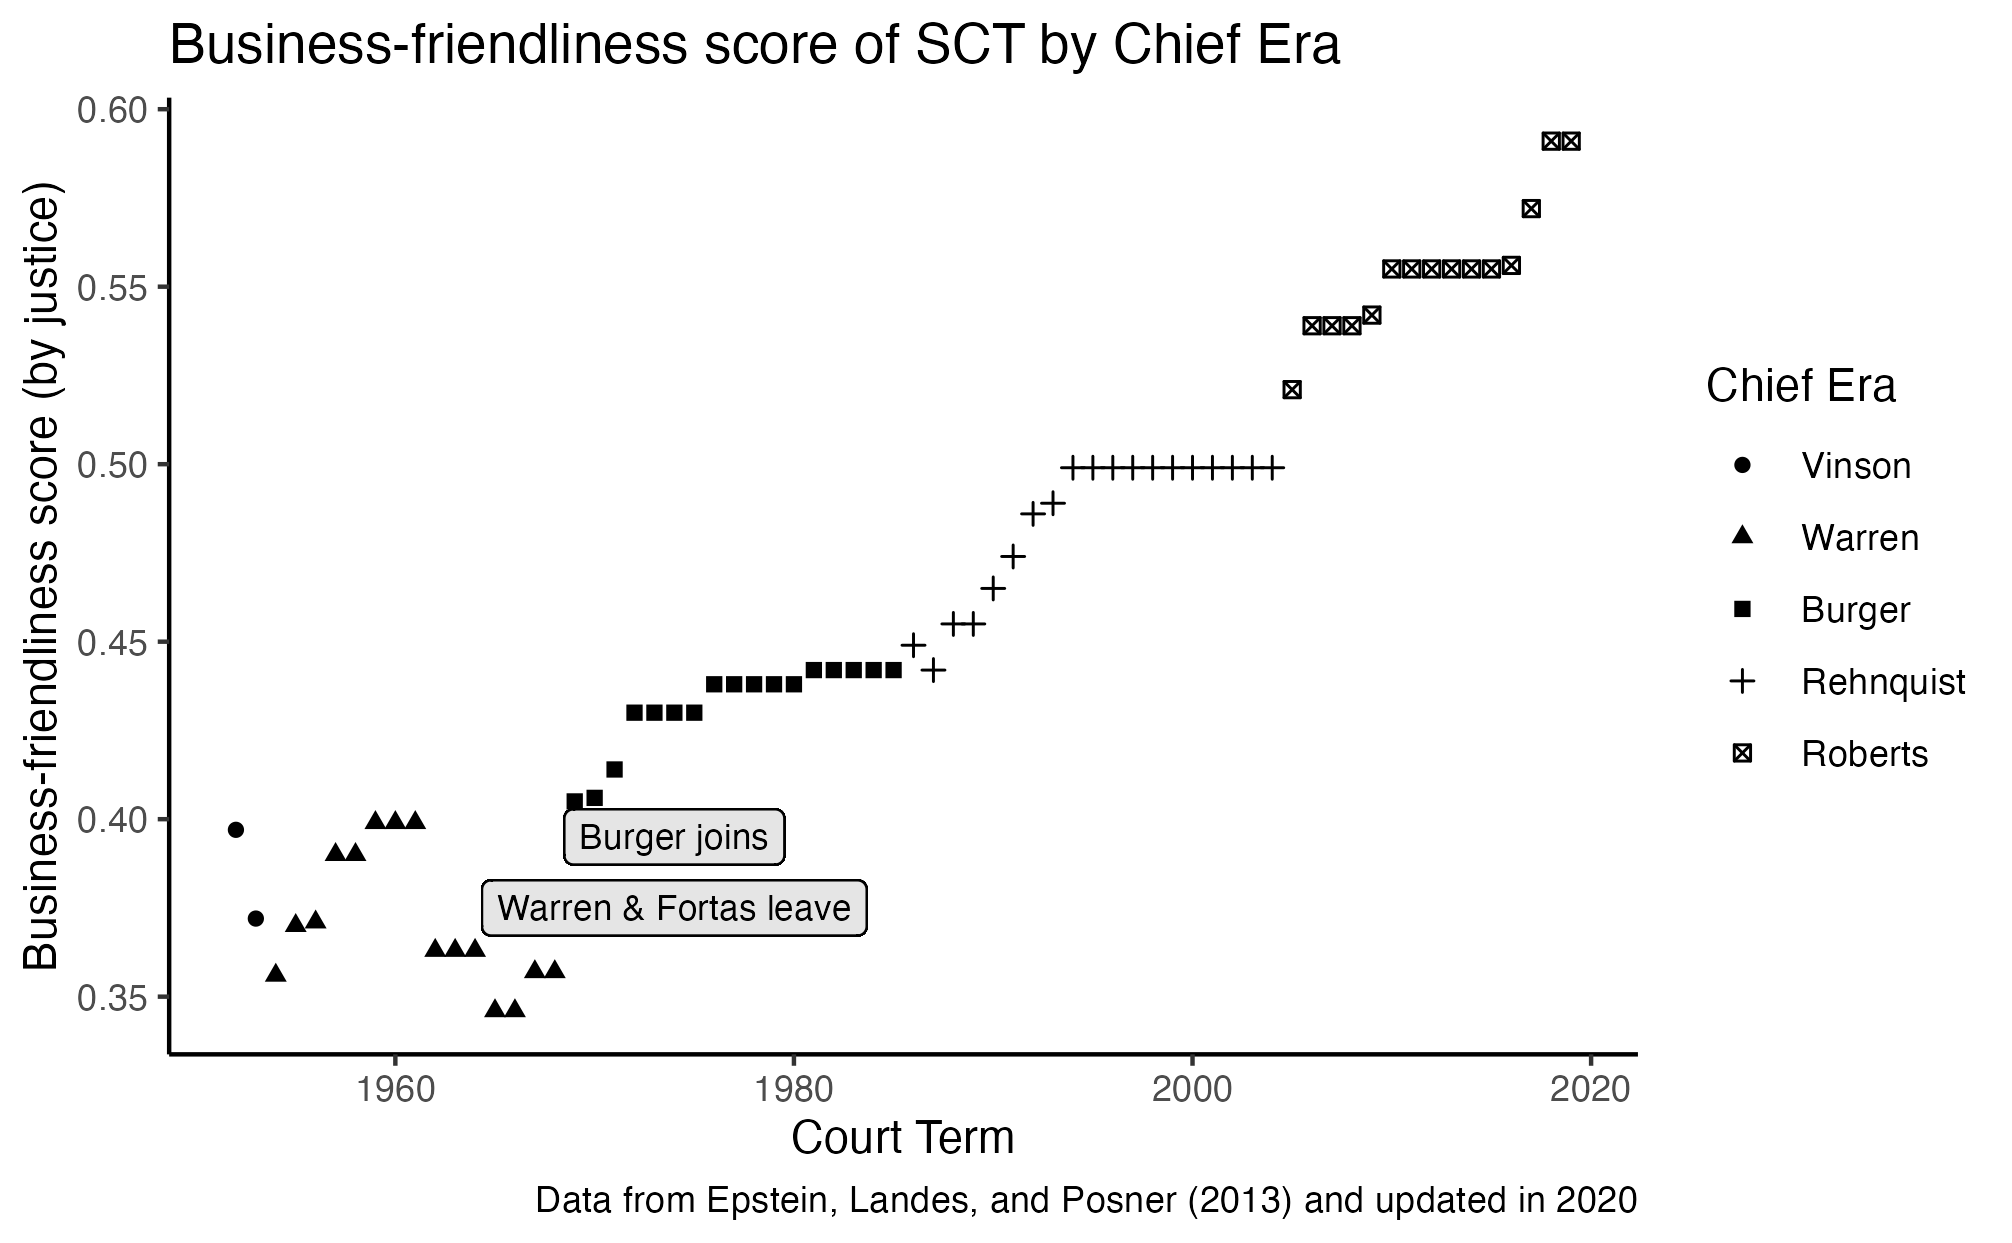 Business-friendliness score of SCT by Chief Era
Business-friendliness score (by justice)
0.60
0.55
0.50
0.45
0.40
0.35
Burger joins
Warren & Fortas leave
1960
1980
2000
2020
Court Term
Chief Era
Vinson
Warren
Burger
Rehnquist
Roberts
Data from Epstein, Landes, and Posner (2013) and updated in 2020